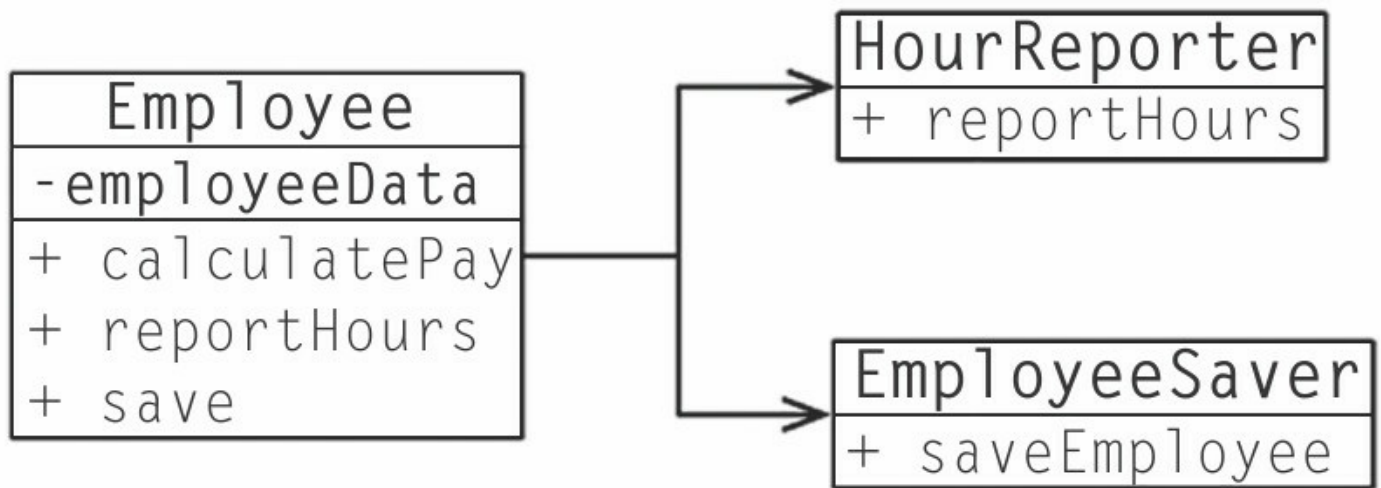 Employee
-employeeData
+ calculatePay
+ reportHours
+ save
HourReporter
+ reportHours
EmployeeSaver
+ saveEmployee